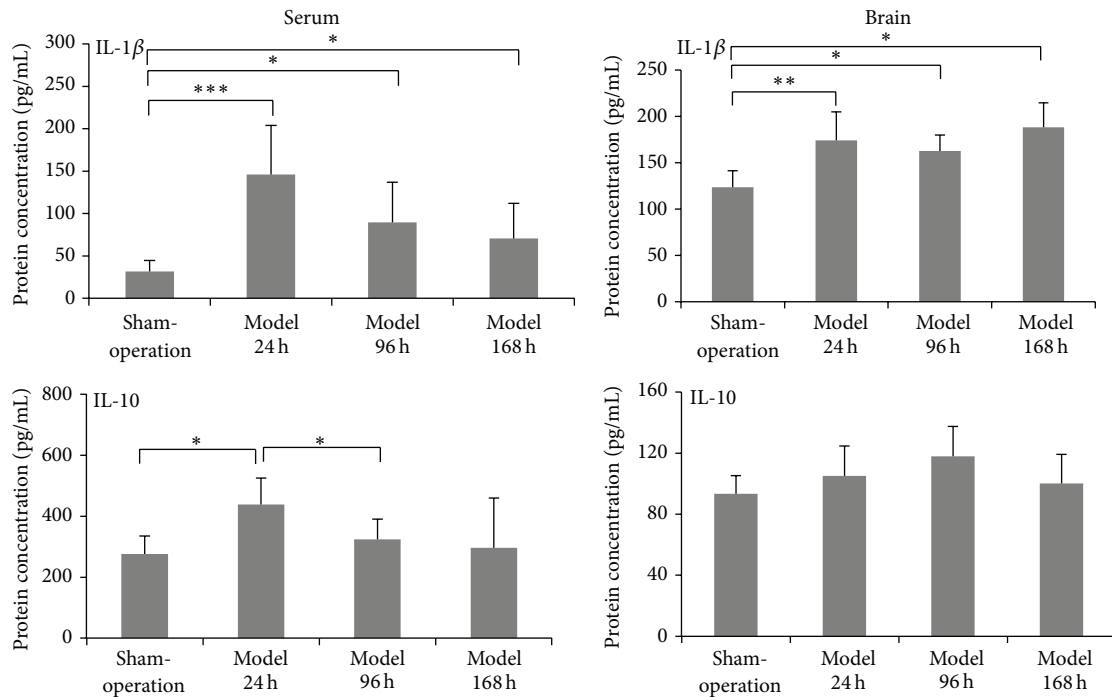 Serum
Protein concentration (pg/mL)
IL-1β
300
250
200
150
100
50
0
*
*
***
Sham-
operation
Model
24 h
Model
96 h
Model
168 h
Brain
Protein concentration (pg/mL)
IL-1β
250
200
150
100
50
0
*
*
**
Sham-
operation
Model
24 h
Model
96 h
Model
168 h
Protein concentration (pg/mL)
IL-10
800
600
400
200
0
*
*
Sham-
operation
Model
24 h
Model
96 h
Model
168 h
Protein concentration (pg/mL)
IL-10
160
120
80
40
0
Sham-
operation
Model
24 h
Model
96 h
Model
168 h